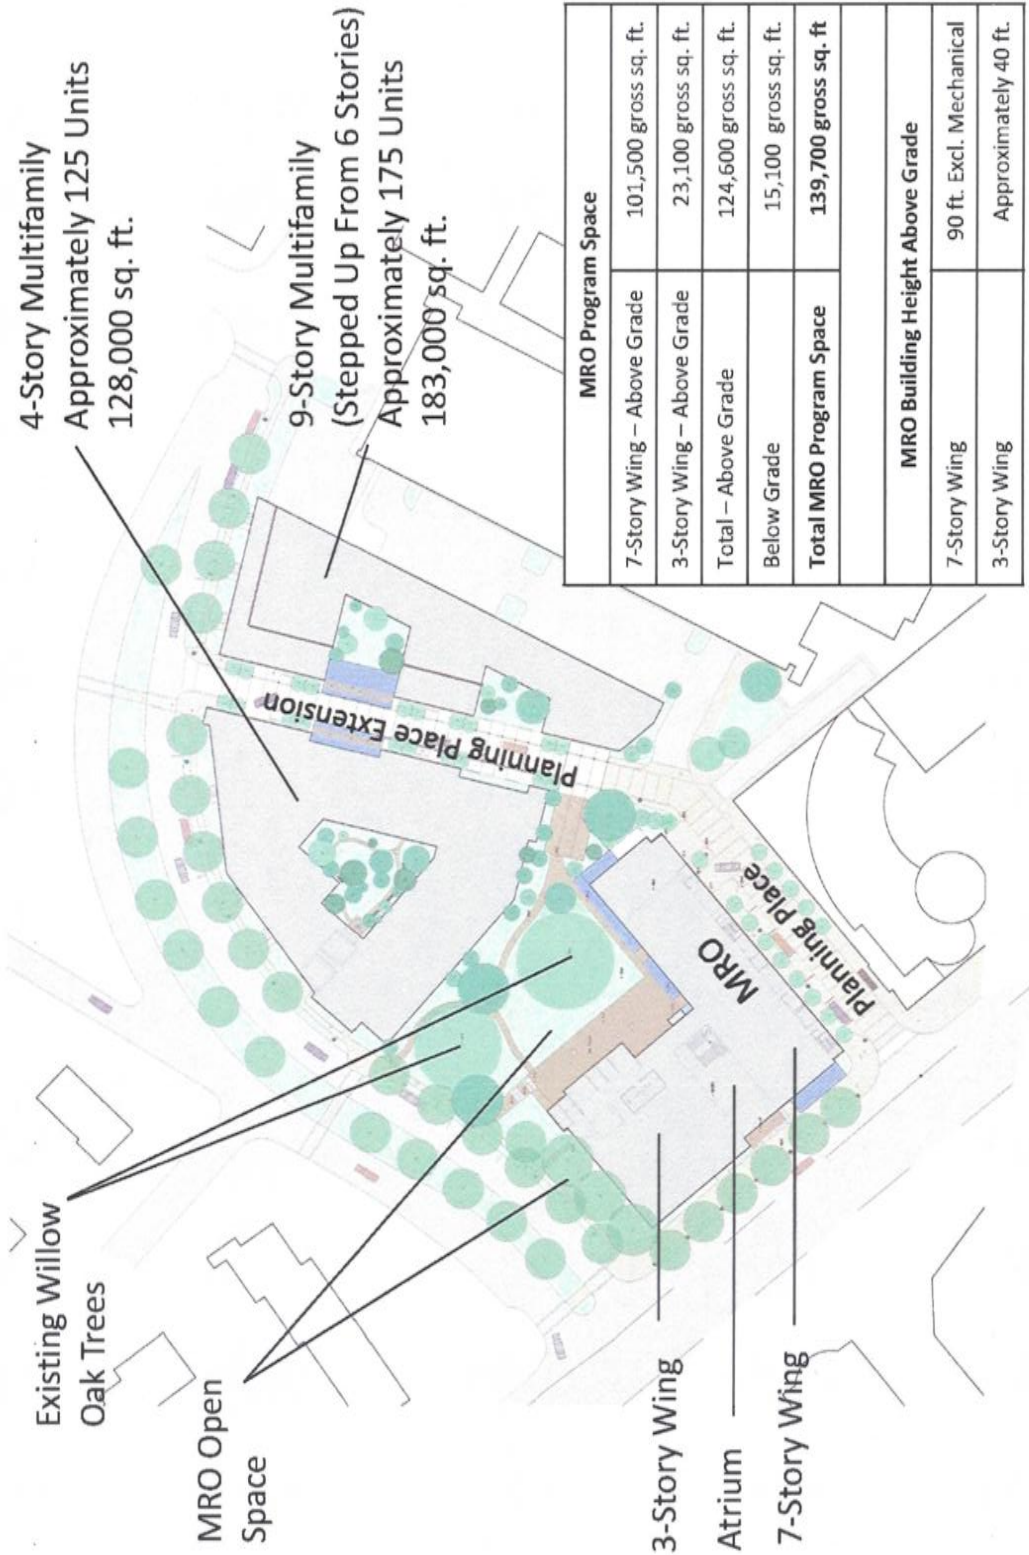 4-Story Multifamily
Approximately 125 Units
128,000 sq. ft.
9-Story Multifamily
(Stepped Up From 6 Stories)
Approximately 175 Units
183,000 sq. ft.
Existing Willow
Oak Trees
MRO Open
Space
3-Story Wing
Atrium
7-Story Wing
Planning Place Extension
MRO
Planning Place
MRO Program Space
7-Story Wing – Above Grade 101,500 gross sq. ft.
3-Story Wing – Above Grade 23,100 gross sq. ft.
Total – Above Grade 124,600 gross sq. ft.
Below Grade 15,100 gross sq. ft.
Total MRO Program Space 139,700 gross sq. ft
MRO Building Height Above Grade
7-Story Wing 90 ft. Excl. Mechanical
3-Story Wing Approximately 40 ft.